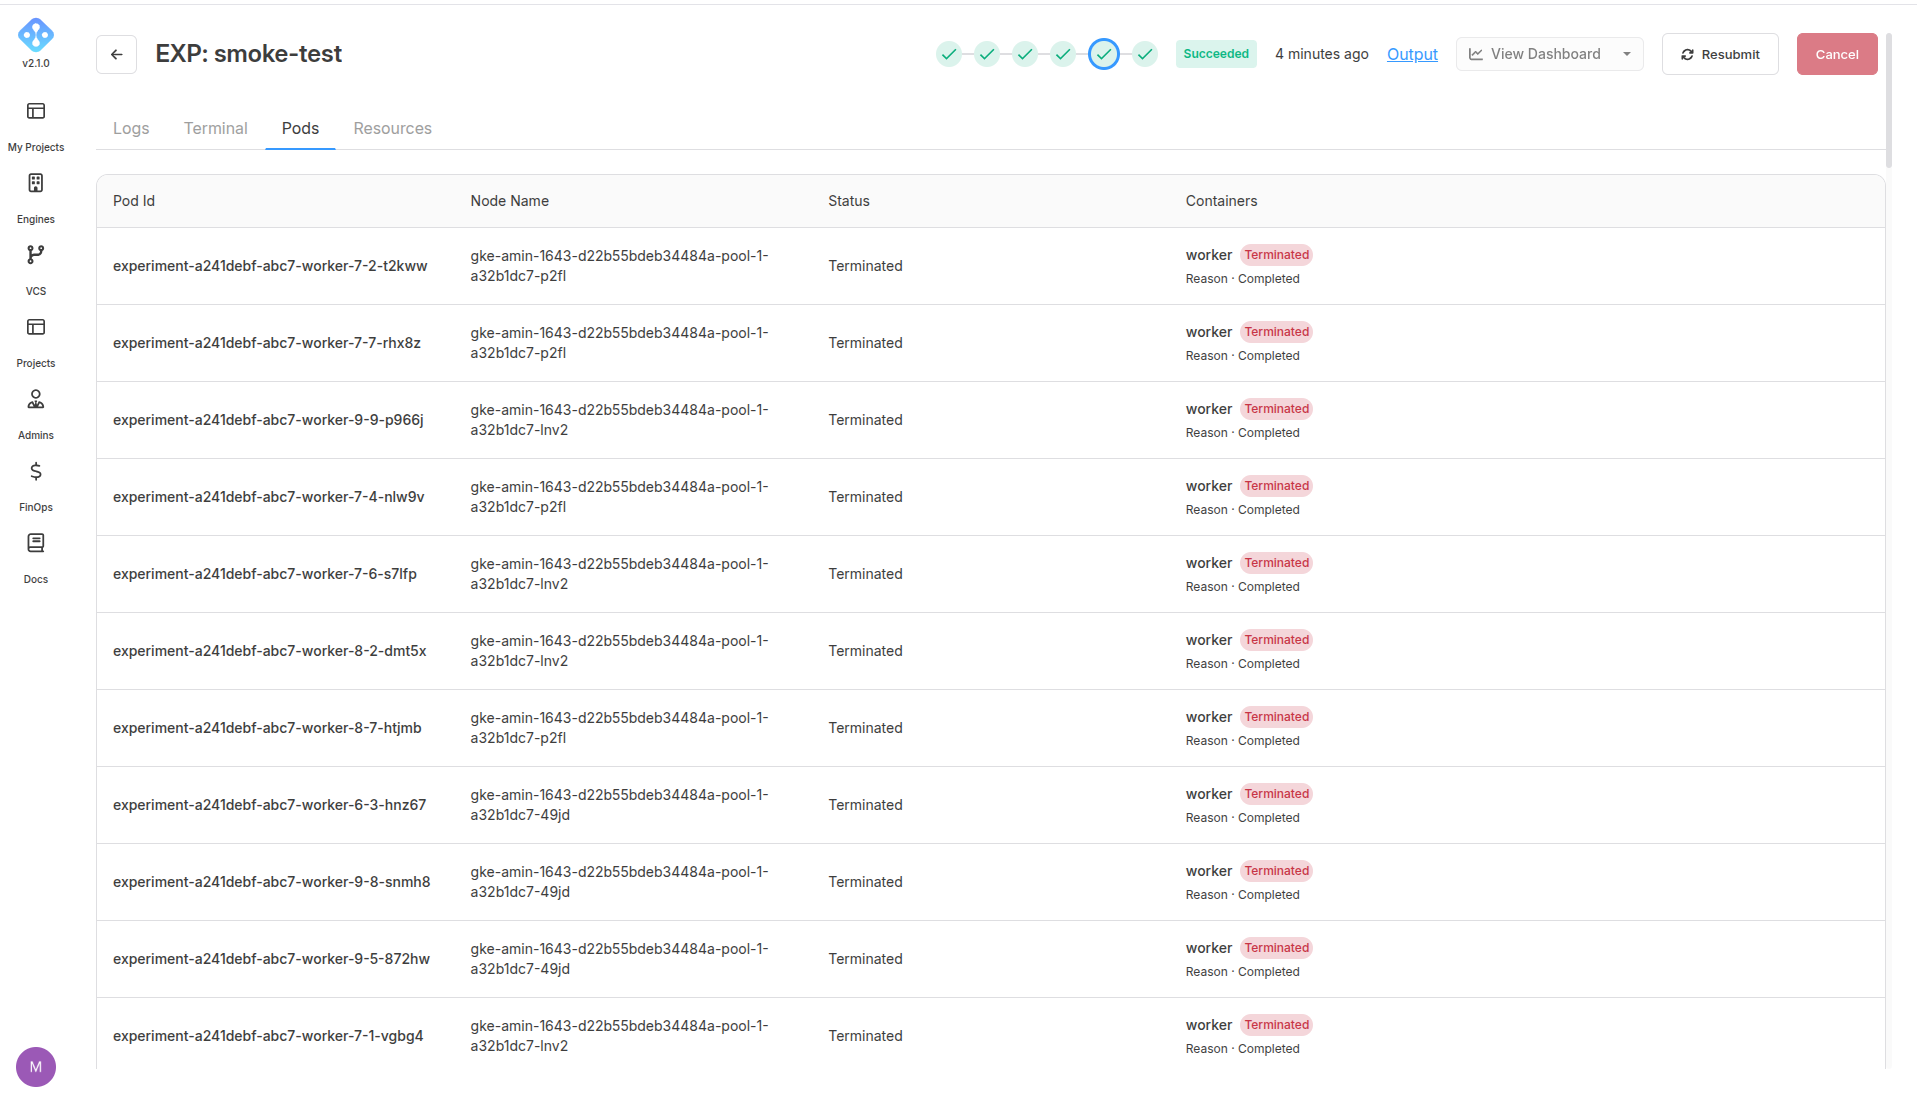 v2.1.0
My Projects
Engines
VCS
Projects
Admins
FinOps
Docs
M
EXP: smoke-test
Succeeded
4 minutes ago
Output
View Dashboard
Resubmit
Cancel
Logs
Terminal
Pods
Resources
Pod Id
Node Name
Status
Containers
experiment-a241debf-abc7-worker-7-2-t2kww
gke-amin-1643-d22b55bdeb34484a-pool-1-
a32b1dc7-p2fl
Terminated
worker Terminated
Reason · Completed
experiment-a241debf-abc7-worker-7-7-rhx8z
gke-amin-1643-d22b55bdeb34484a-pool-1-
a32b1dc7-p2fl
Terminated
worker Terminated
Reason · Completed
experiment-a241debf-abc7-worker-9-9-p966j
gke-amin-1643-d22b55bdeb34484a-pool-1-
a32b1dc7-lnv2
Terminated
worker Terminated
Reason · Completed
experiment-a241debf-abc7-worker-7-4-nlw9v
gke-amin-1643-d22b55bdeb34484a-pool-1-
a32b1dc7-p2fl
Terminated
worker Terminated
Reason · Completed
experiment-a241debf-abc7-worker-7-6-s7lfp
gke-amin-1643-d22b55bdeb34484a-pool-1-
a32b1dc7-lnv2
Terminated
worker Terminated
Reason · Completed
experiment-a241debf-abc7-worker-8-2-dmt5x
gke-amin-1643-d22b55bdeb34484a-pool-1-
a32b1dc7-lnv2
Terminated
worker Terminated
Reason · Completed
experiment-a241debf-abc7-worker-8-7-htjmb
gke-amin-1643-d22b55bdeb34484a-pool-1-
a32b1dc7-p2fl
Terminated
worker Terminated
Reason · Completed
experiment-a241debf-abc7-worker-6-3-hnz67
gke-amin-1643-d22b55bdeb34484a-pool-1-
a32b1dc7-49jd
Terminated
worker Terminated
Reason · Completed
experiment-a241debf-abc7-worker-9-8-snmh8
gke-amin-1643-d22b55bdeb34484a-pool-1-
a32b1dc7-49jd
Terminated
worker Terminated
Reason · Completed
experiment-a241debf-abc7-worker-9-5-872hw
gke-amin-1643-d22b55bdeb34484a-pool-1-
a32b1dc7-49jd
Terminated
worker Terminated
Reason · Completed
experiment-a241debf-abc7-worker-7-1-vgbg4
gke-amin-1643-d22b55bdeb34484a-pool-1-
a32b1dc7-lnv2
Terminated
worker Terminated
Reason · Completed